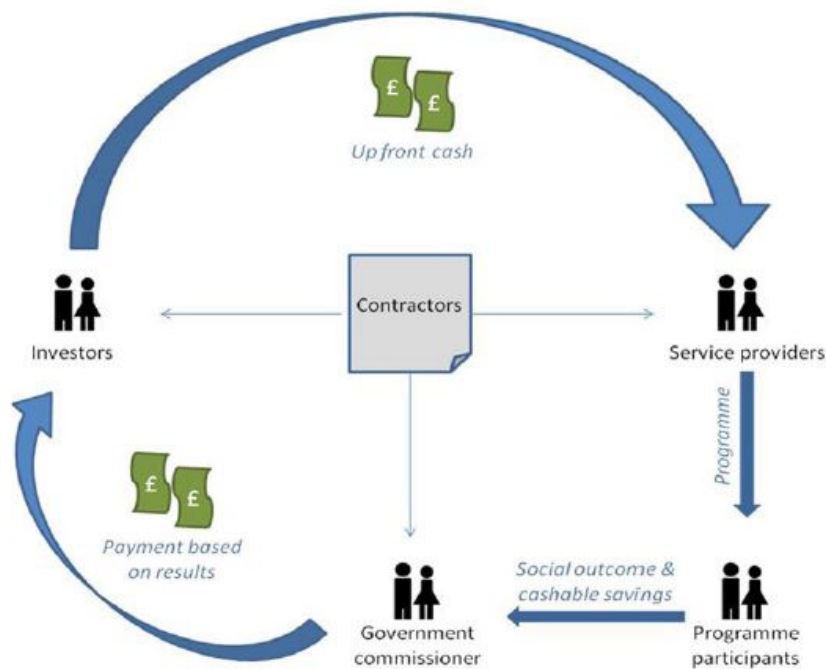 £
£
Up front cash
Contractors
Investors
Service providers
Programme
£
£
Payment based
on results
Social outcome &
cashable savings
Government
commissioner
Programme
participants